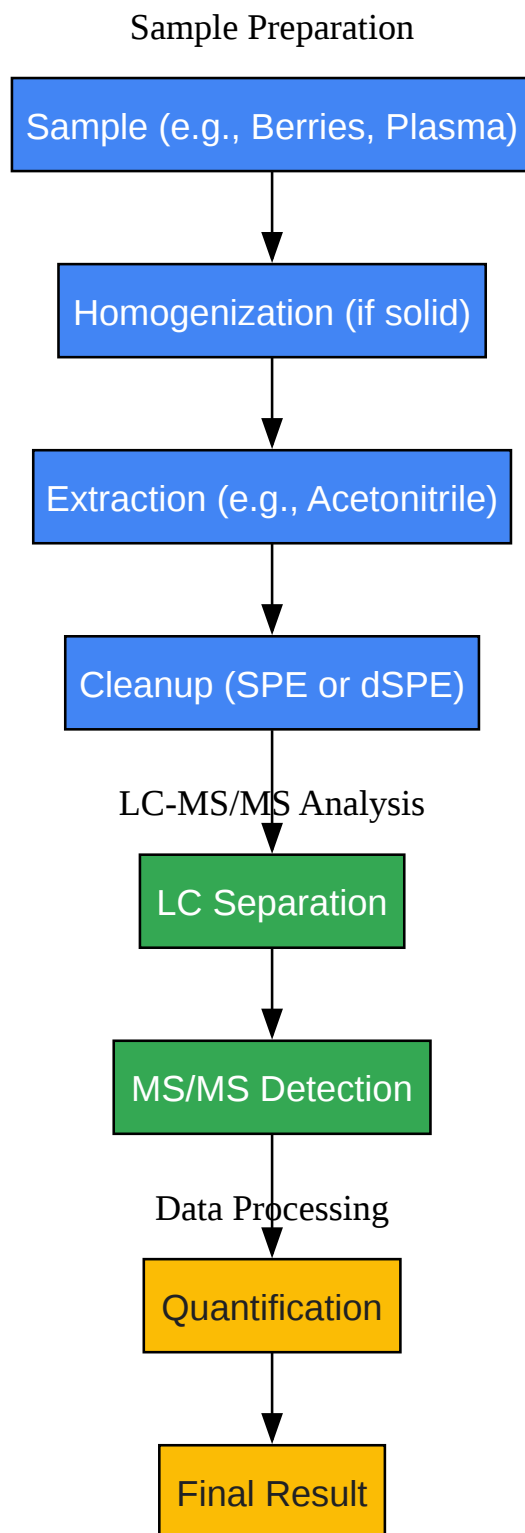 Sample Preparation
Sample (e.g., Berries, Plasma)
Homogenization (if solid)
Extraction (e.g., Acetonitrile)
Cleanup (SPE or dSPE)
LC-MS/MS Analysis
LC Separation
MS/MS Detection
Data Processing
Quantification
Final Result